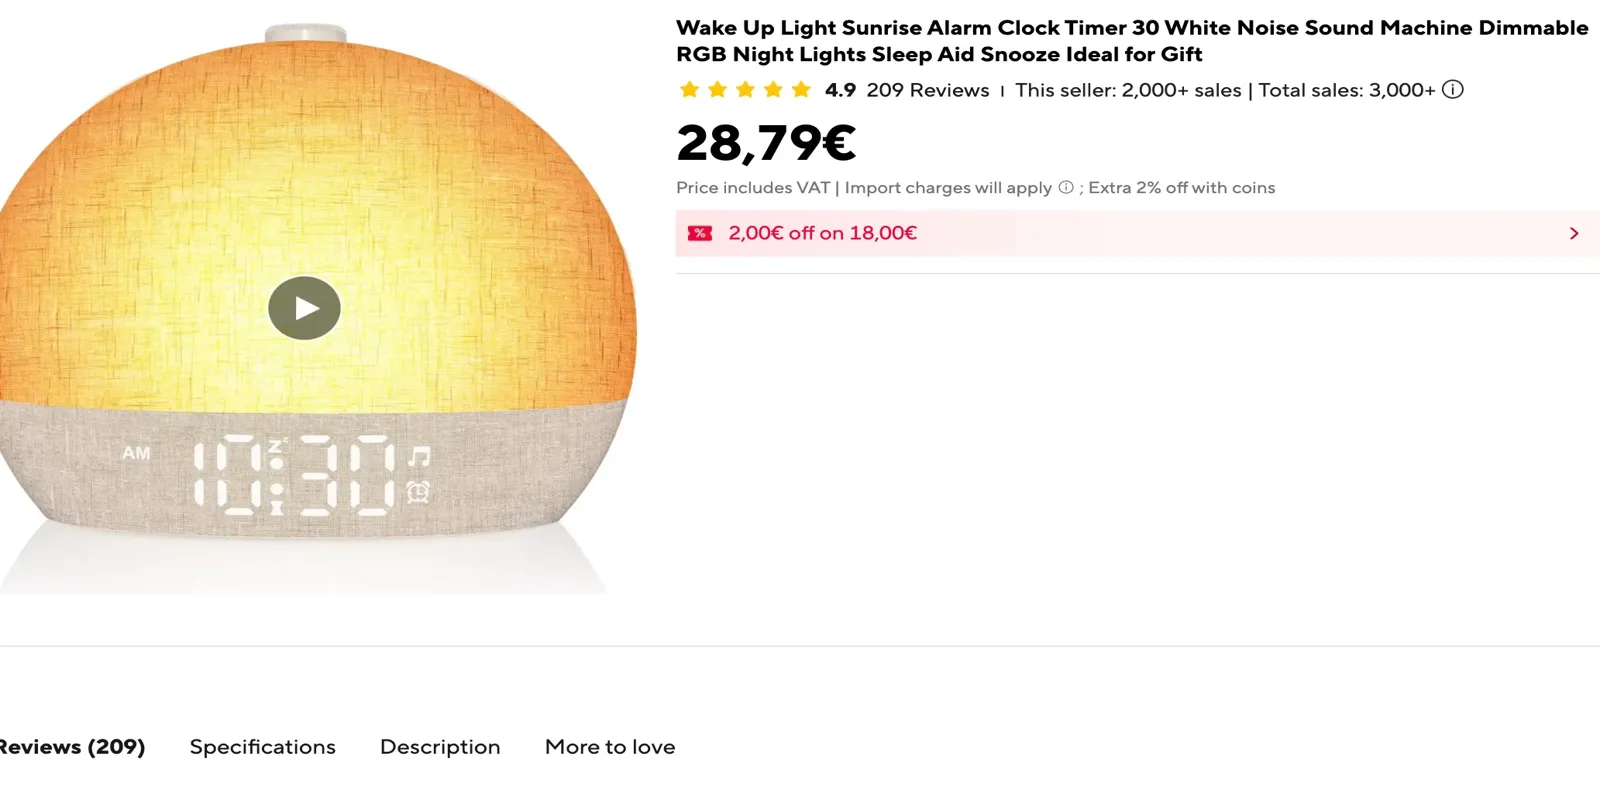 Wake Up Light Sunrise Alarm Clock Timer 30 White Noise Sound Machine Dimmable
RGB Night Lights Sleep Aid Snooze Ideal for Gift
4.9 209 Reviews | This seller: 2,000+ sales | Total sales: 3,000+
28,79€
Price includes VAT | Import charges will apply ; Extra 2% off with coins
% 2,00€ off on 18,00€
AM 10:30
Reviews (209) Specifications Description More to love